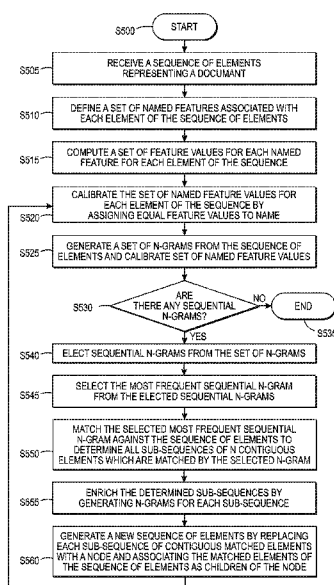 S500
START
S505
RECEIVE A SEQUENCE OF ELEMENTS
REPRESENTING A DOCUMANT
S510
DEFINE A SET OF NAMED FEATURES ASSOCIATED WITH
EACH ELEMENT OF THE SEQUENCE OF ELEMENTS
S515
COMPUTE A SET OF FEATURE VALUES FOR EACH NAMED
FEATURE FOR EACH ELEMENT OF THE SEQUENCE
S520
CALIBRATE THE SET OF NAMED FEATURE VALUES FOR
EACH ELEMENT OF THE SEQUENCE BY
ASSIGNING EQUAL FEATURE VALUES TO NAME
S525
GENERATE A SET OF N-GRAMS FROM THE SEQUENCE OF
ELEMENTS AND CALIBRATE SET OF NAMED FEATURE VALUES
S530
ARE
THERE ANY SEQUENTIAL
N-GRAMS?
NO
END
S535
YES
S540
ELECT SEQUENTIAL N-GRAMS FROM THE SET OF N-GRAMS
S545
SELECT THE MOST FREQUENT SEQUENTIAL N-GRAM
FROM THE ELECTED SEQUENTIAL N-GRAMS
S550
MATCH THE SELECTED MOST FREQUENT SEQUENTIAL
N-GRAM AGAINST THE SEQUENCE OF ELEMENTS TO
DETERMINE ALL SUB-SEQUENCES OF N CONTIGUOUS
ELEMENTS WHICH ARE MATCHED BY THE SELECTED N-GRAM
S555
ENRICH THE DETERMINED SUB-SEQUENCES BY
GENERATING N-GRAMS FOR EACH SUB-SEQUENCE
S560
GENERATE A NEW SEQUENCE OF ELEMENTS BY REPLACING
EACH SUB-SEQUENCE OF CONTIGUOUS MATCHED ELEMENTS
WITH A NODE AND ASSOCIATING THE MATCHED ELEMENTS
OF THE SEQUENCE OF ELEMENTS AS CHILDREN OF THE NODE